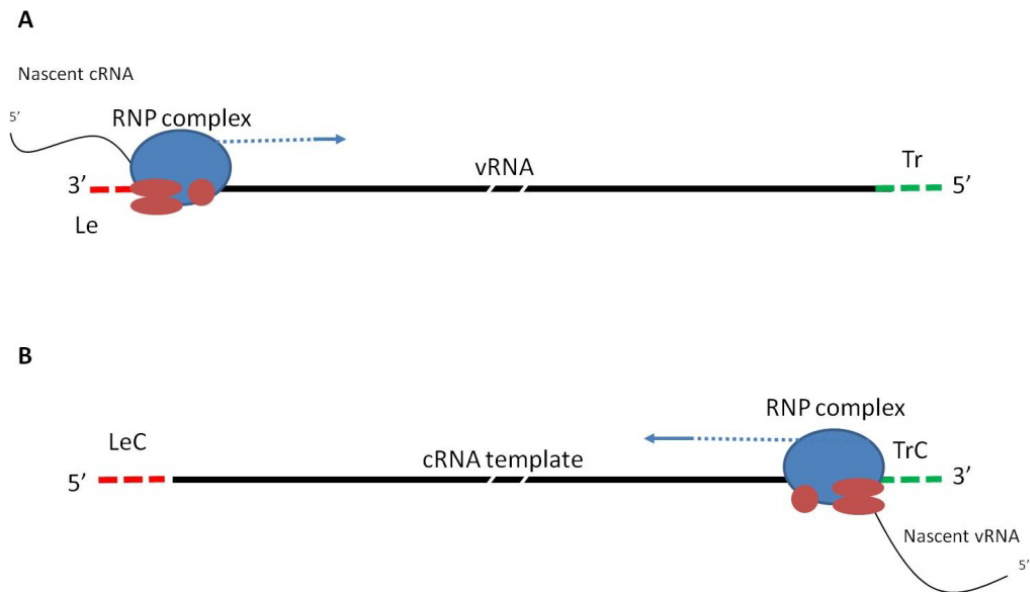 A
Nascent cRNA
5’
RNP complex
3’
vRNA
Tr
5’
Le
B
RNP complex
LeC
TrC
5’
cRNA template
3’
Nascent vRNA
5’